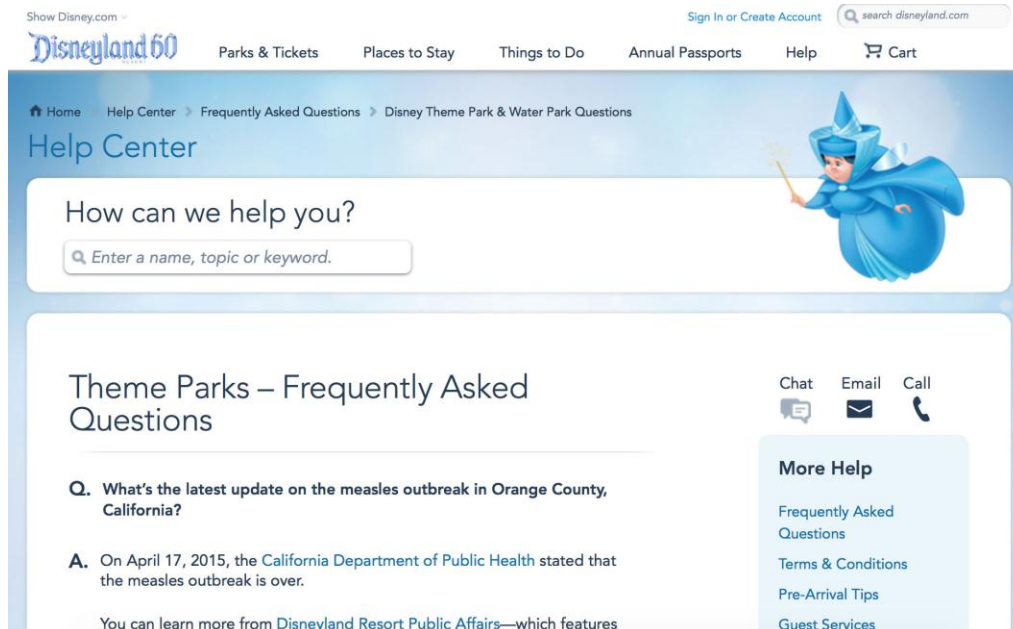 Show Disney.com
Sign In or Create Account
search disneyland.com
Disneyland 60
RESORT
Parks & Tickets
Places to Stay
Things to Do
Annual Passports
Help
Cart
Home
Help Center
Frequently Asked Questions
Disney Theme Park & Water Park Questions
Help Center
How can we help you?
Enter a name, topic or keyword.
Theme Parks – Frequently Asked
Questions
Q. What's the latest update on the measles outbreak in Orange County,
California?
A. On April 17, 2015, the California Department of Public Health stated that
the measles outbreak is over.
You can learn more from Disneyland Resort Public Affairs—which features
Chat
Email
Call
More Help
Frequently Asked
Questions
Terms & Conditions
Pre-Arrival Tips
Guest Services